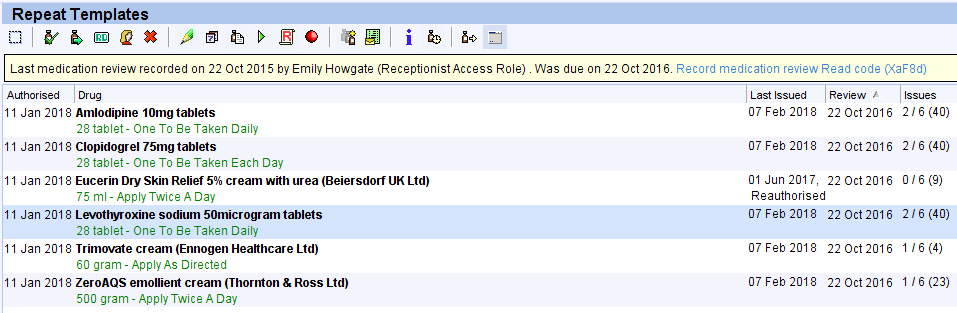 Repeat Templates
RD
7
R
Last medication review recorded on 22 Oct 2015 by Emily Howgate (Receptionist Access Role) . Was due on 22 Oct 2016. Record medication review Read code (XaF8d)
Authorised Drug Last Issued Review Issues
11 Jan 2018 Amlodipine 10mg tablets 07 Feb 2018 22 Oct 2016 2 / 6 (40)
28 tablet - One To Be Taken Daily
11 Jan 2018 Clopidogrel 75mg tablets 07 Feb 2018 22 Oct 2016 2 / 6 (40)
28 tablet - One To Be Taken Each Day
11 Jan 2018 Eucerin Dry Skin Relief 5% cream with urea (Beiersdorf UK Ltd) 01 Jun 2017, 22 Oct 2016 0 / 6 (9)
75 ml - Apply Twice A Day Reauthorised
11 Jan 2018 Levothyroxine sodium 50microgram tablets 07 Feb 2018 22 Oct 2016 2 / 6 (40)
28 tablet - One To Be Taken Daily
11 Jan 2018 Trimovate cream (Ennogen Healthcare Ltd) 07 Feb 2018 22 Oct 2016 1 / 6 (4)
60 gram - Apply As Directed
11 Jan 2018 ZeroAQS emollient cream (Thornton & Ross Ltd) 07 Feb 2018 22 Oct 2016 1 / 6 (23)
500 gram - Apply Twice A Day